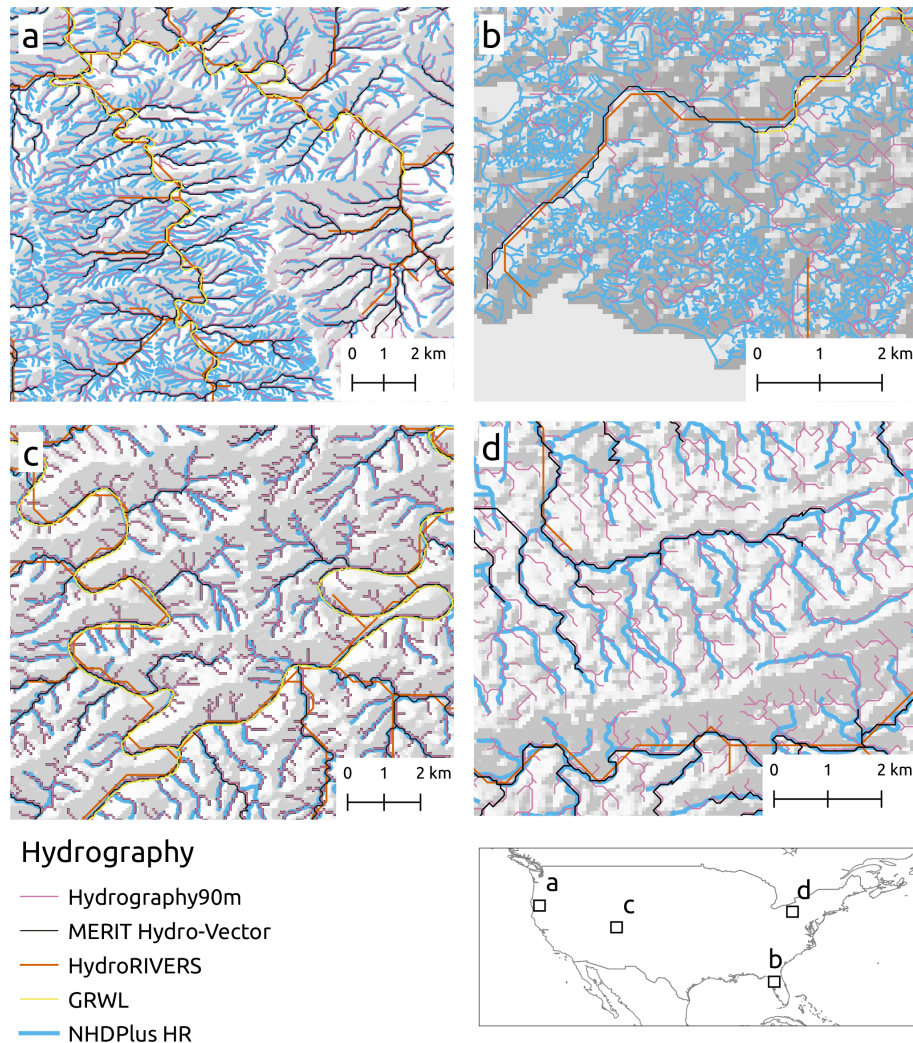 a
b
0 1 2 km
0 1 2 km
c
d
0 1 2 km
0 1 2 km
Hydrography
Hydrography90m
MERIT Hydro-Vector
HydroRIVERS
GRWL
NHDPlus HR
a
c
d
b